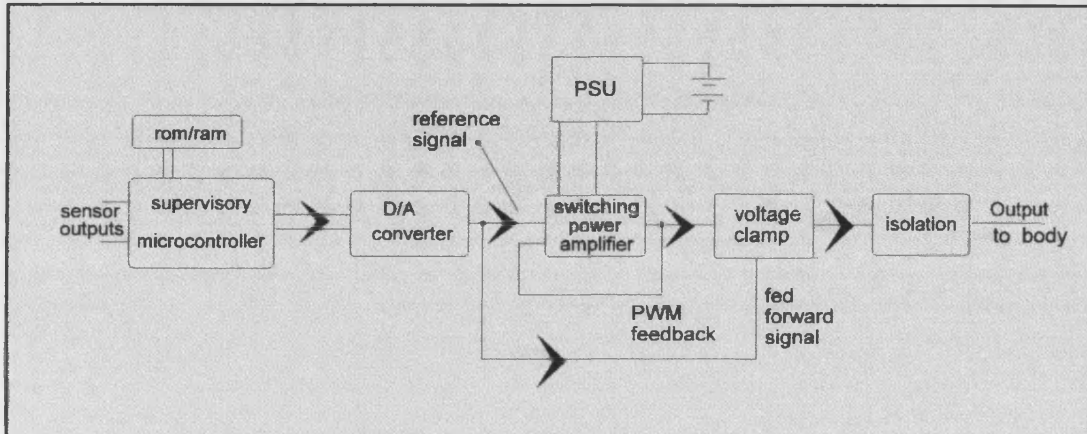 PSU
reference
signal
rom/ram
sensor
outputs
supervisory
microcontroller
D/A
converter
switching
power
amplifier
voltage
clamp
isolation
Output
to body
PWM
feedback
fed
forward
signal